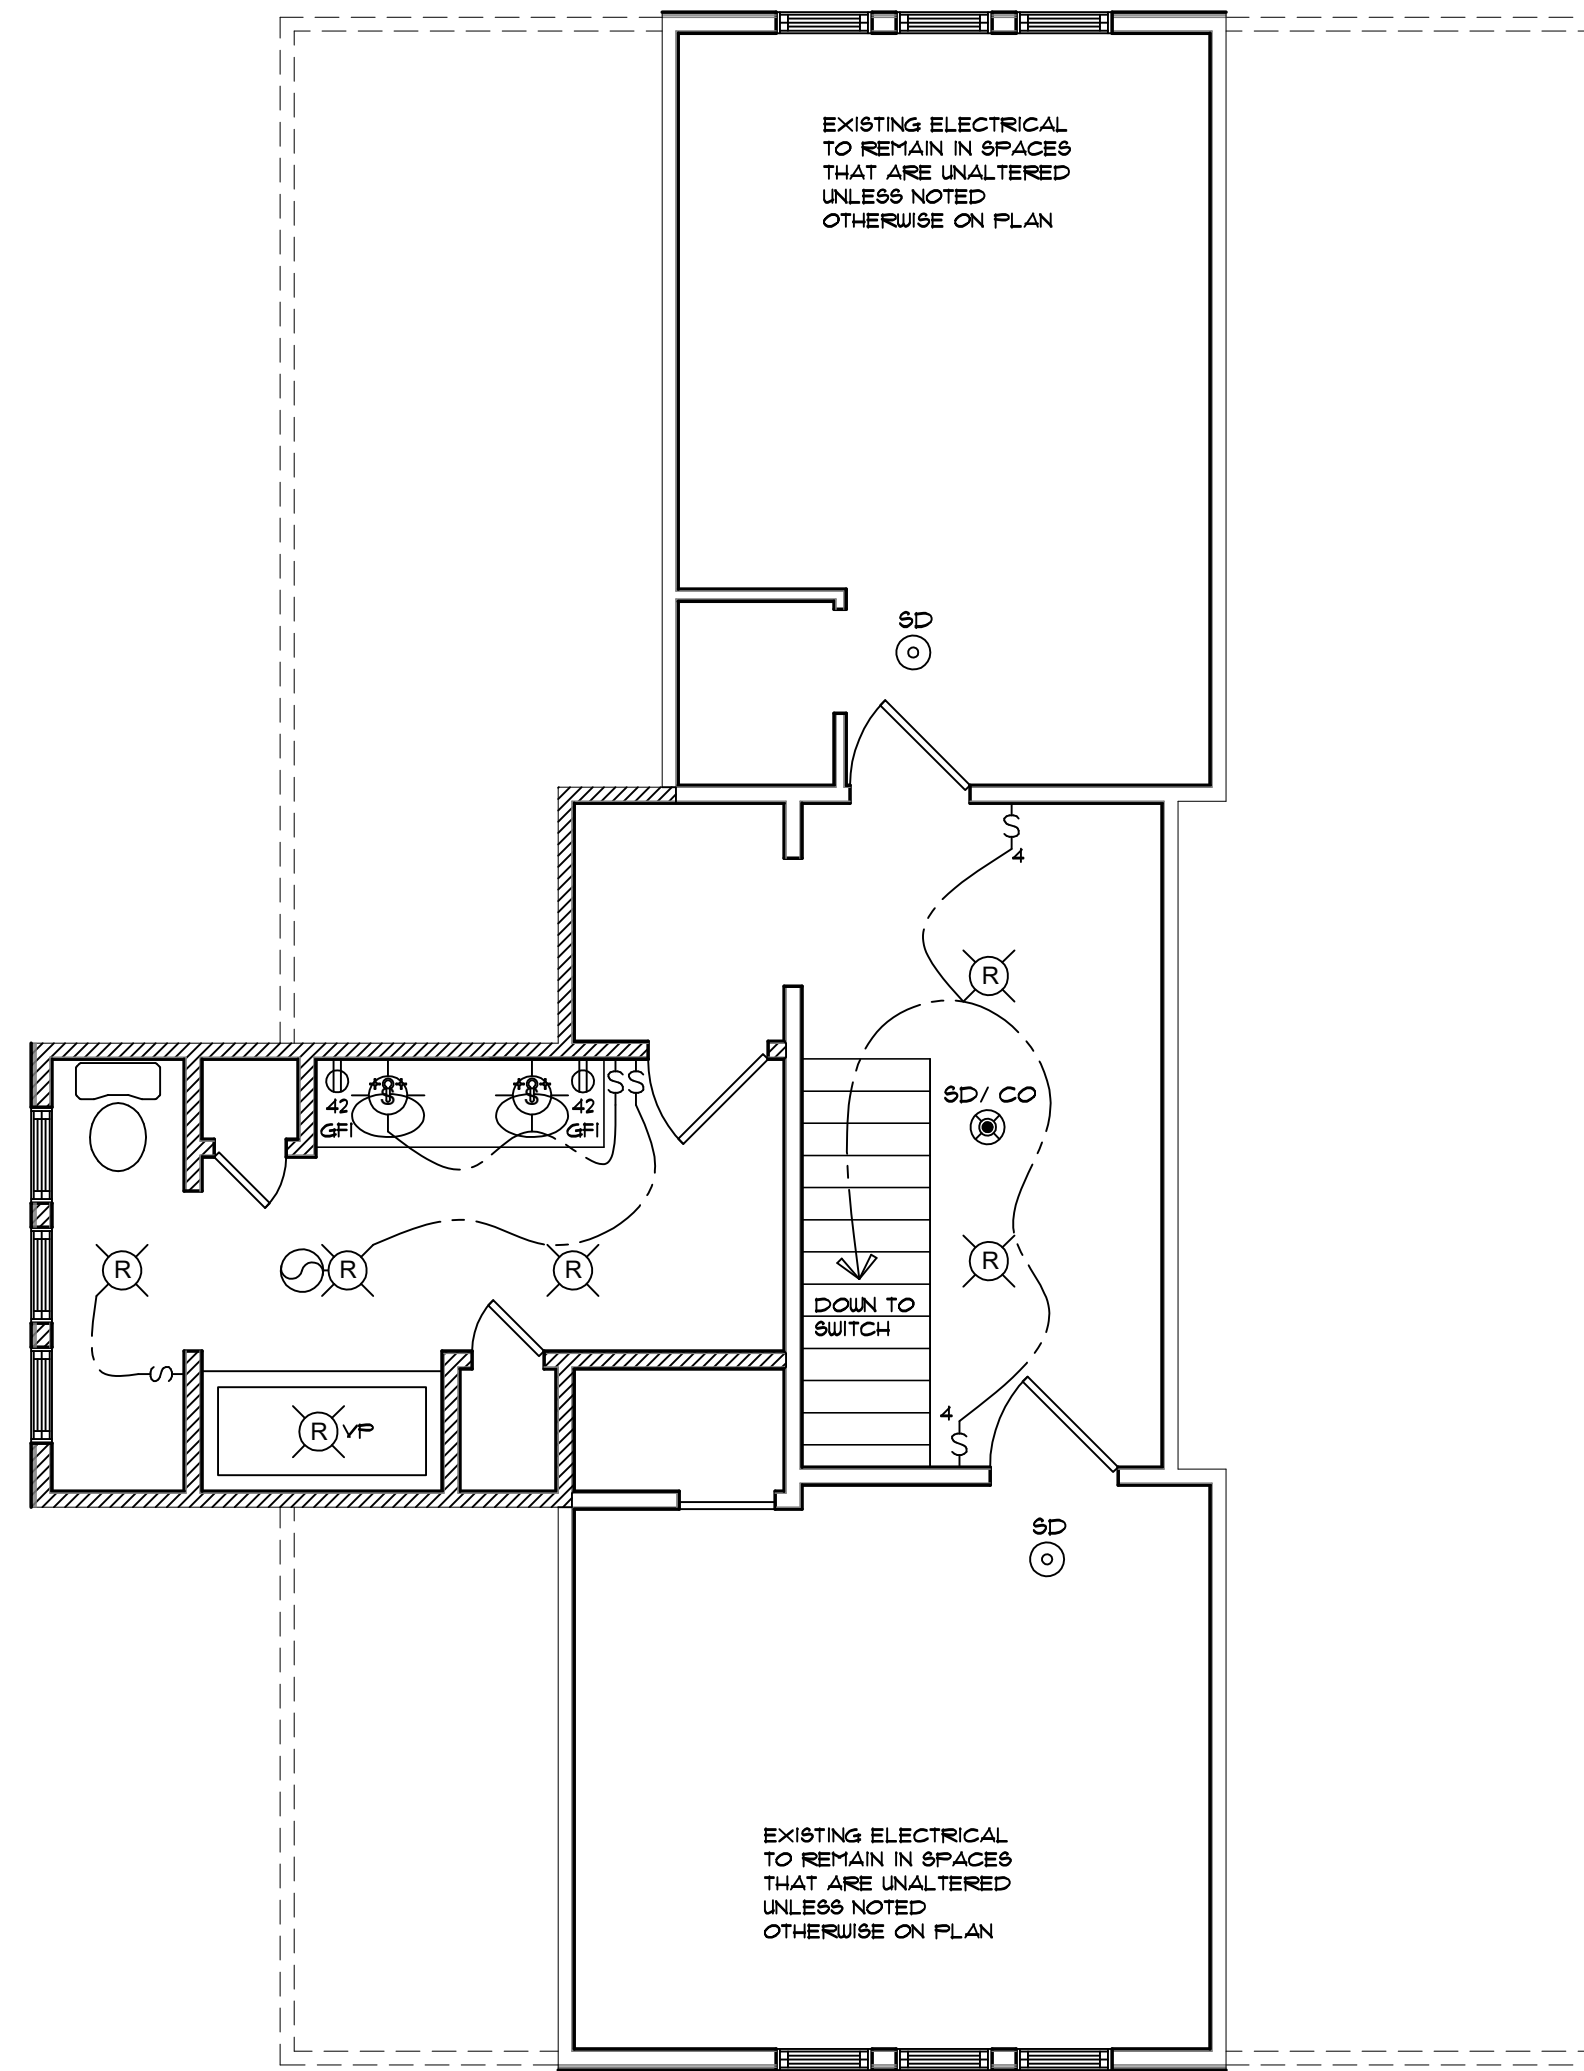 EXISTING ELECTRICAL
TO REMAIN IN SPACES
THAT ARE UNALTERED
UNLESS NOTED
OTHERWISE ON PLAN
SD
S
4
R
SD/ CO
S S
42
GFI
42
GFI
R
R
R
R
DOWN TO
SWITCH
S
R VP
4
S
SD
EXISTING ELECTRICAL
TO REMAIN IN SPACES
THAT ARE UNALTERED
UNLESS NOTED
OTHERWISE ON PLAN